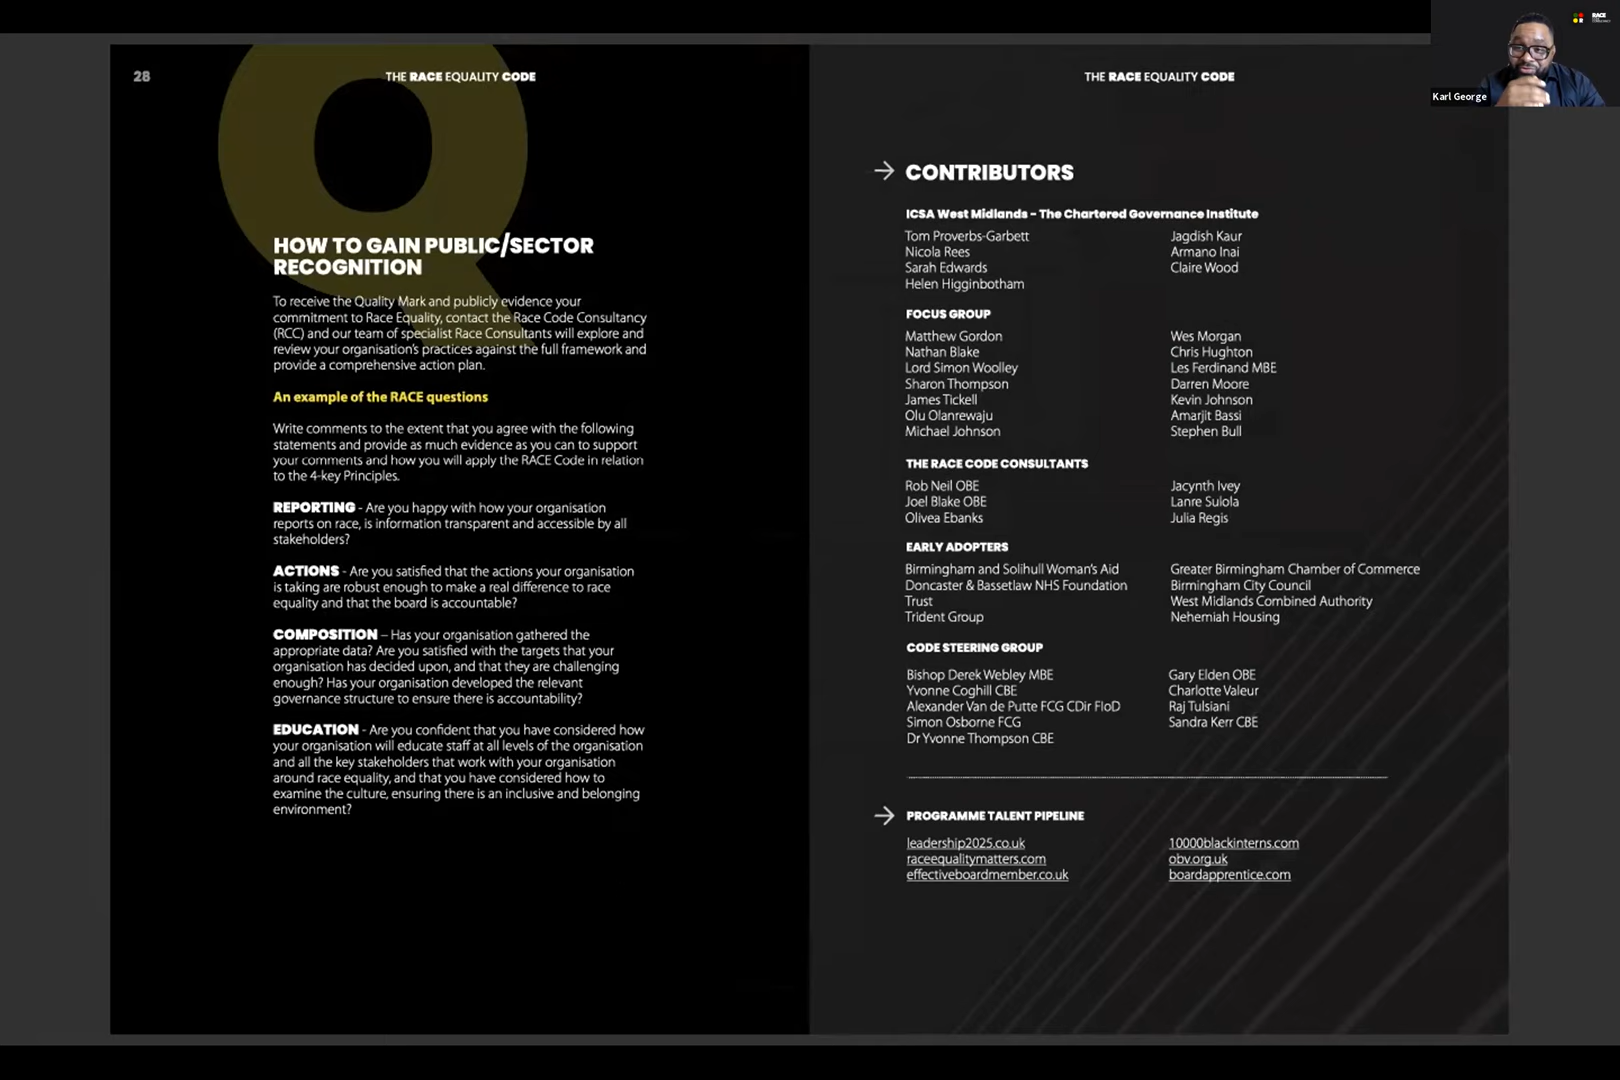 28
THE RACE EQUALITY CODE
HOW TO GAIN PUBLIC/SECTOR
RECOGNITION
To receive the Quality Mark and publicly evidence your
commitment to Race Equality, contact the Race Code Consultancy
(RCC) and our team of specialist Race Consultants will explore and
review your organisation's practices against the full framework and
provide a comprehensive action plan.
An example of the RACE questions
Write comments to the extent that you agree with the following
statements and provide as much evidence as you can to support
your comments and how you will apply the RACE Code in relation
to the 4-key Principles.
REPORTING - Are you happy with how your organisation
reports on race, is information transparent and accessible by all
stakeholders?
ACTIONS - Are you satisfied that the actions your organisation
is taking are robust enough to make a real difference to race
equality and that the board is accountable?
COMPOSITION – Has your organisation gathered the
appropriate data? Are you satisfied with the targets that your
organisation has decided upon, and that they are challenging
enough? Has your organisation developed the relevant
governance structure to ensure there is accountability?
EDUCATION - Are you confident that you have considered how
your organisation will educate staff at all levels of the organisation
and all the key stakeholders that work with your organisation
around race equality, and that you have considered how to
examine the culture, ensuring there is an inclusive and belonging
environment?
THE RACE EQUALITY CODE
→ CONTRIBUTORS
ICSA West Midlands - The Chartered Governance Institute
Tom Proverbs-Garbett
Nicola Rees
Sarah Edwards
Helen Higginbotham
Jagdish Kaur
Armano Inai
Claire Wood
FOCUS GROUP
Matthew Gordon
Nathan Blake
Lord Simon Woolley
Sharon Thompson
James Tickell
Olu Olanrewaju
Michael Johnson
Wes Morgan
Chris Hughton
Les Ferdinand MBE
Darren Moore
Kevin Johnson
Amarjit Bassi
Stephen Bull
THE RACE CODE CONSULTANTS
Rob Neil OBE
Joel Blake OBE
Olivea Ebanks
Jacynth Ivey
Lanre Sulola
Julia Regis
EARLY ADOPTERS
Birmingham and Solihull Woman's Aid
Doncaster & Bassetlaw NHS Foundation
Trust
Trident Group
Greater Birmingham Chamber of Commerce
Birmingham City Council
West Midlands Combined Authority
Nehemiah Housing
CODE STEERING GROUP
Bishop Derek Webley MBE
Yvonne Coghill CBE
Alexander Van de Putte FCG CDir FIoD
Simon Osborne FCG
Dr Yvonne Thompson CBE
Gary Elden OBE
Charlotte Valeur
Raj Tulsiani
Sandra Kerr CBE
→ PROGRAMME TALENT PIPELINE
leadership2025.co.uk
raceequalitymatters.com
effectiveboardmember.co.uk
10000blackinterns.com
obv.org.uk
boardapprentice.com
Karl George
RACE